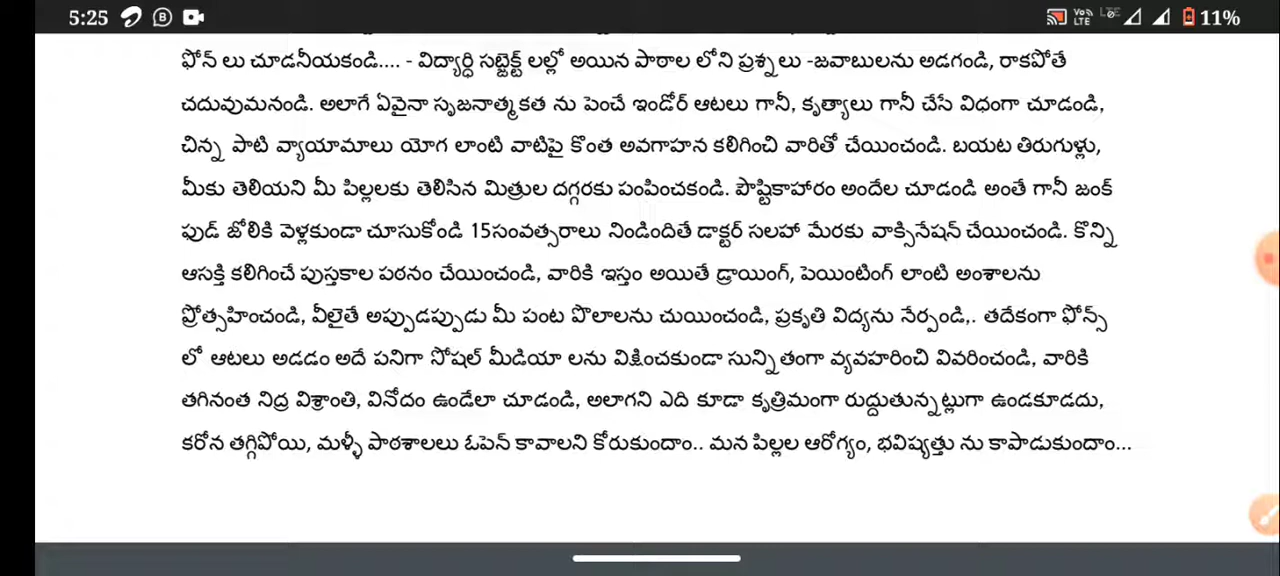 5:25 11%
ఫోన్ లు చూడనీయకండి.... - విద్యార్ధి సబ్జెక్ట్ లల్లో అయిన పాఠాల లోని ప్రశ్నలు -జవాబులను అడగండి, రాకపోతే
చదువుమనండి. అలాగే ఏవైనా సృజనాత్మకత ను పెంచే ఇండోర్ ఆటలు గానీ, కృత్యాలు గానీ చేసే విధంగా చూడండి,
చిన్న పాటి వ్యాయామాలు యోగ లాంటి వాటిపై కొంత అవగాహన కలిగించి వారితో చేయించండి. బయట తిరుగుళ్లు,
మీకు తెలియని మీ పిల్లలకు తెలిసిన మిత్రుల దగ్గరకు పంపించకండి. పౌష్టికాహారం అందేల చూడండి అంతే గానీ జంక్
ఫుడ్ జోలికి వెళ్లకుండా చూసుకోండి 15సంవత్సరాలు నిండిందితే డాక్టర్ సలహా మేరకు వాక్సినేషన్ చేయించండి. కొన్ని
ఆసక్తి కలిగించే పుస్తకాల పఠనం చేయించండి, వారికి ఇస్తం అయితే డ్రాయింగ్, పెయింటింగ్ లాంటి అంశాలను
ప్రోత్సహించండి, వీలైతే అప్పుడప్పుడు మీ పంట పొలాలను చుయించండి, ప్రకృతి విద్యను నేర్పండి,. తదేకంగా ఫోన్స్
లో ఆటలు అడడం అదే పనిగా సోషల్ మీడియా లను విక్షించకుండా సున్నితంగా వ్యవహరించి వివరించండి, వారికి
తగినంత నిద్ర విశ్రాంతి, వినోదం ఉండేలా చూడండి, అలాగని ఎది కూడా కృత్రిమంగా రుద్దుతున్నట్లుగా ఉండకూడదు,
కరోన తగ్గిపోయి, మళ్ళీ పాఠశాలలు ఓపెన్ కావాలని కోరుకుందాం.. మన పిల్లల ఆరోగ్యం, భవిష్యత్తు ను కాపాడుకుందాం...